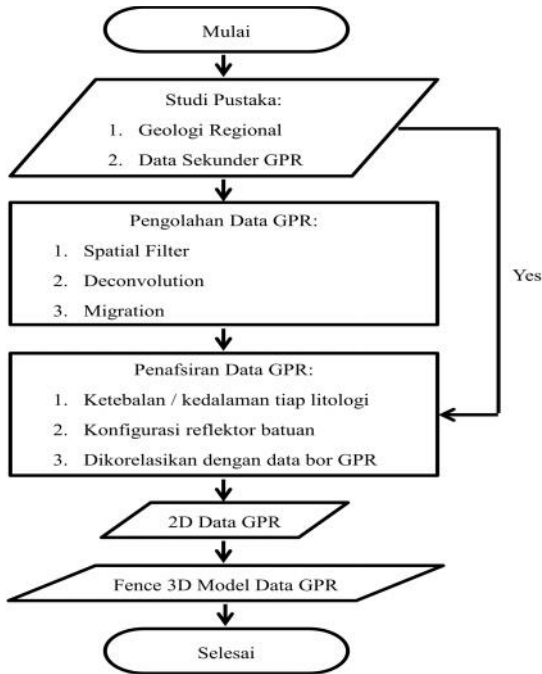 Mulai
Studi Pustaka:
1. Geologi Regional
2. Data Sekunder GPR
Pengolahan Data GPR:
1. Spatial Filter
2. Deconvolution
3. Migration
Yes
Penafsiran Data GPR:
1. Ketebalan / kedalaman tiap litologi
2. Konfigurasi reflektor batuan
3. Dikorelasikan dengan data bor GPR
2D Data GPR
Fence 3D Model Data GPR
Selesai